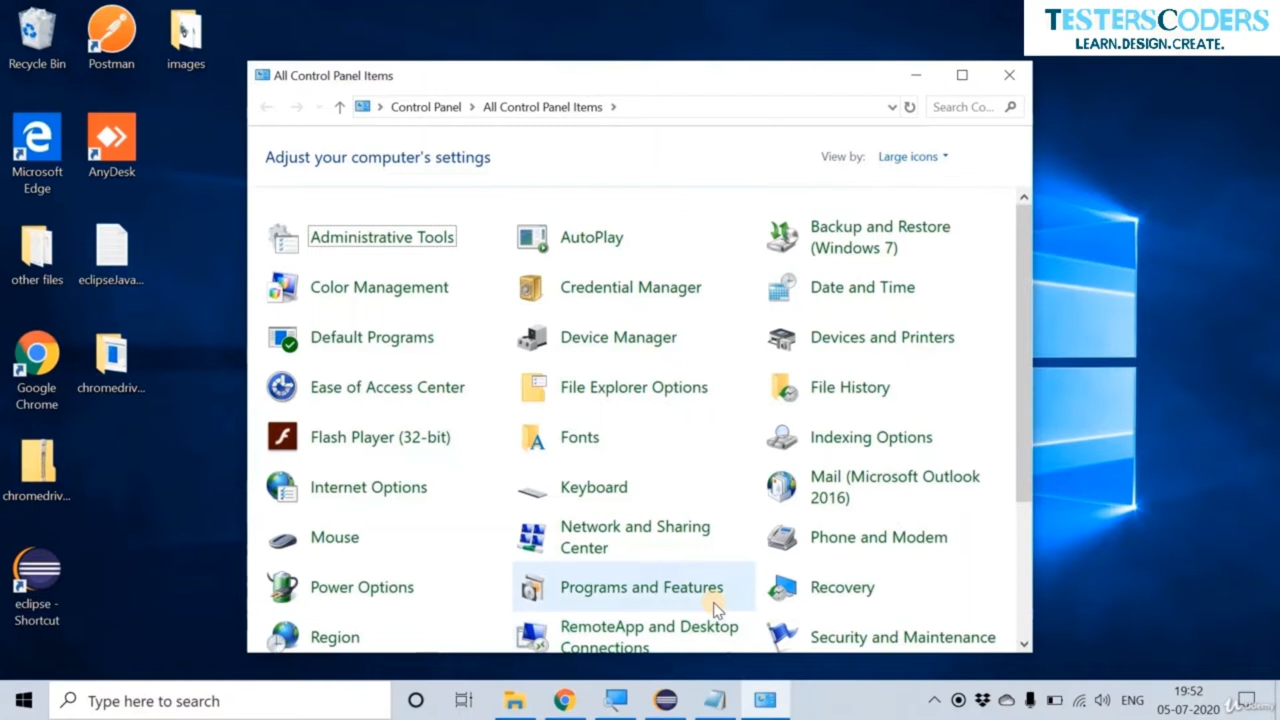 TESTERSCODERS
LEARN.DESIGN.CREATE.
Recycle Bin
Postman
images
Microsoft
Edge
AnyDesk
other files
eclipseJava...
Google
Chrome
chromedriv...
chromedriv...
eclipse -
Shortcut
All Control Panel Items
Control Panel
All Control Panel Items
Search Co...
Adjust your computer's settings
View by:
Large icons
Administrative Tools
AutoPlay
Backup and Restore
(Windows 7)
Color Management
Credential Manager
Date and Time
Default Programs
Device Manager
Devices and Printers
Ease of Access Center
File Explorer Options
File History
Flash Player (32-bit)
Fonts
Indexing Options
Internet Options
Keyboard
Mail (Microsoft Outlook
2016)
Mouse
Network and Sharing
Center
Phone and Modem
Power Options
Programs and Features
Recovery
Region
RemoteApp and Desktop
Connections
Security and Maintenance
Type here to search
ENG
19:52
05-07-2020
Udemy